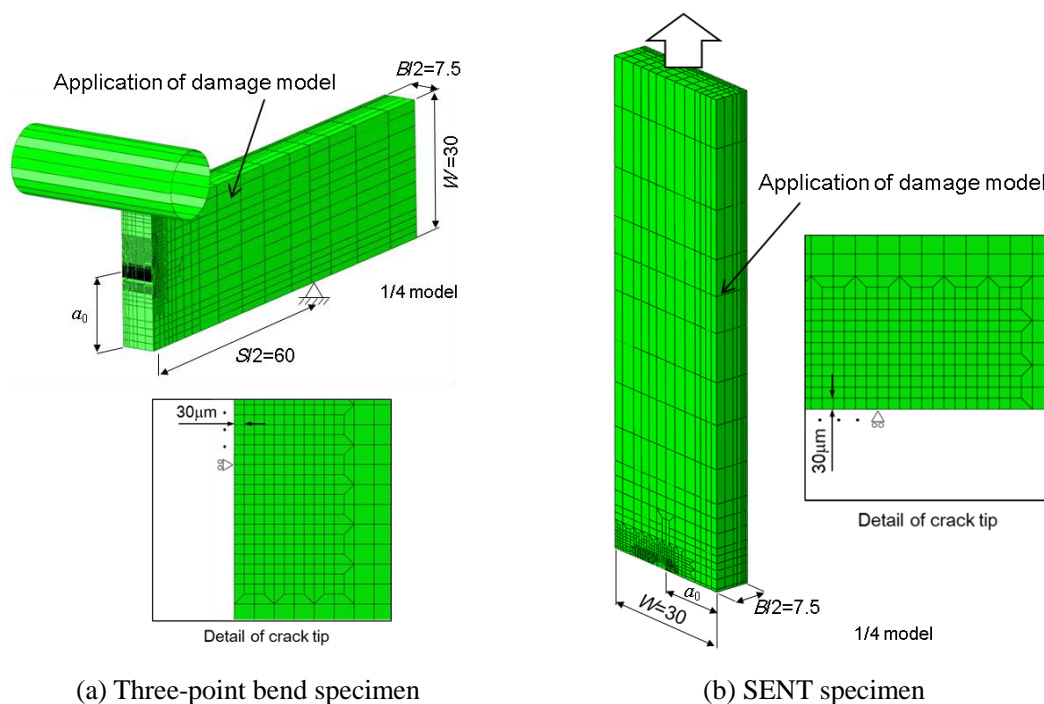 Application of damage model
B/2=7.5
W=30
a₀
1/4 model
S/2=60
30μm
Detail of crack tip
(a) Three-point bend specimen
Application of damage model
30μm
Detail of crack tip
a₀
W=30
B/2=7.5
1/4 model
(b) SENT specimen